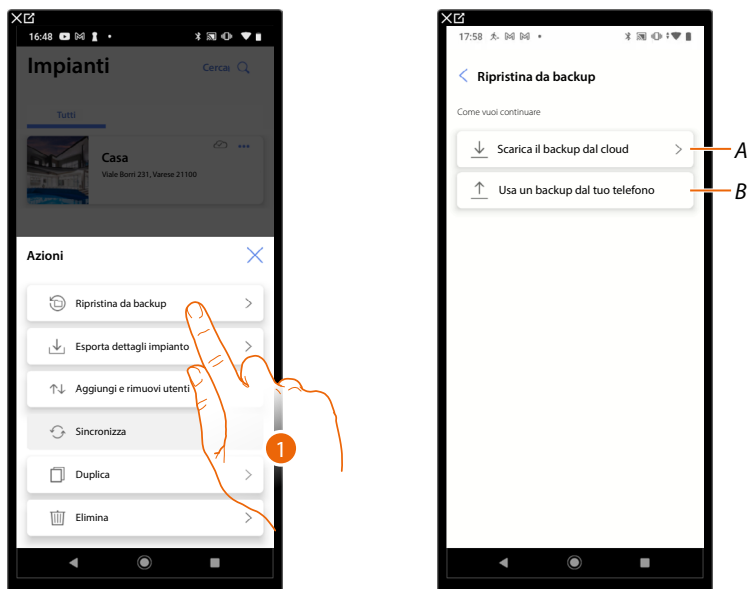 16:48
Impianti
Cerca
Tutti
Casa
Viale Borri 231, Varese 21100
Azioni
Ripristina da backup
Esporta dettagli impianto
Aggiungi e rimuovi utenti
Sincronizza
Duplica
Elimina
1
17:58
Ripristina da backup
Come vuoi continuare
Scarica il backup dal cloud
A
Usa un backup dal tuo telefono
B